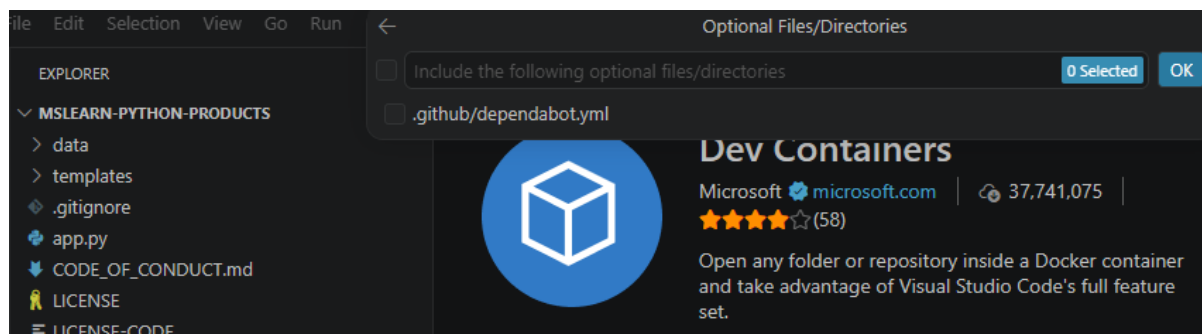 File Edit Selection View Go Run
Optional Files/Directories
EXPLORER
Include the following optional files/directories
0 Selected
OK
MSLEARN-PYTHON-PRODUCTS
.github/dependabot.yml
data
templates
.gitignore
app.py
CODE_OF_CONDUCT.md
LICENSE
LICENSE-CODE
Dev Containers
Microsoft microsoft.com 37,741,075
(58)
Open any folder or repository inside a Docker container
and take advantage of Visual Studio Code's full feature
set.